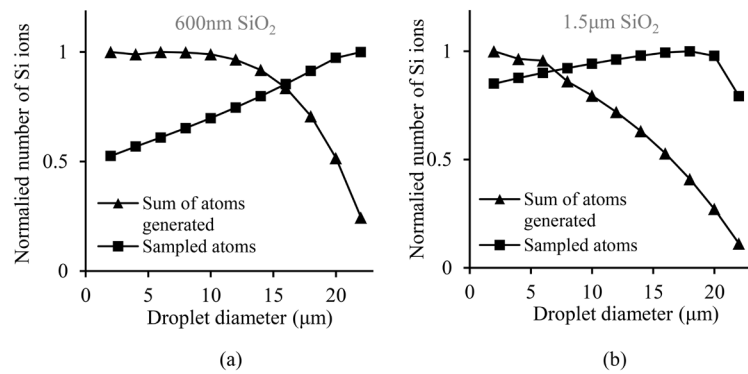 600nm SiO₂
Normalied number of Si ions
1
0.5
0
Sum of atoms
generated
Sampled atoms
0
5
10
15
20
Droplet diameter (μm)
(a)
1.5μm SiO₂
Normalied number of Si ions
1
0.5
0
Sum of atoms
generated
Sampled atoms
0
5
10
15
20
Droplet diameter (μm)
(b)